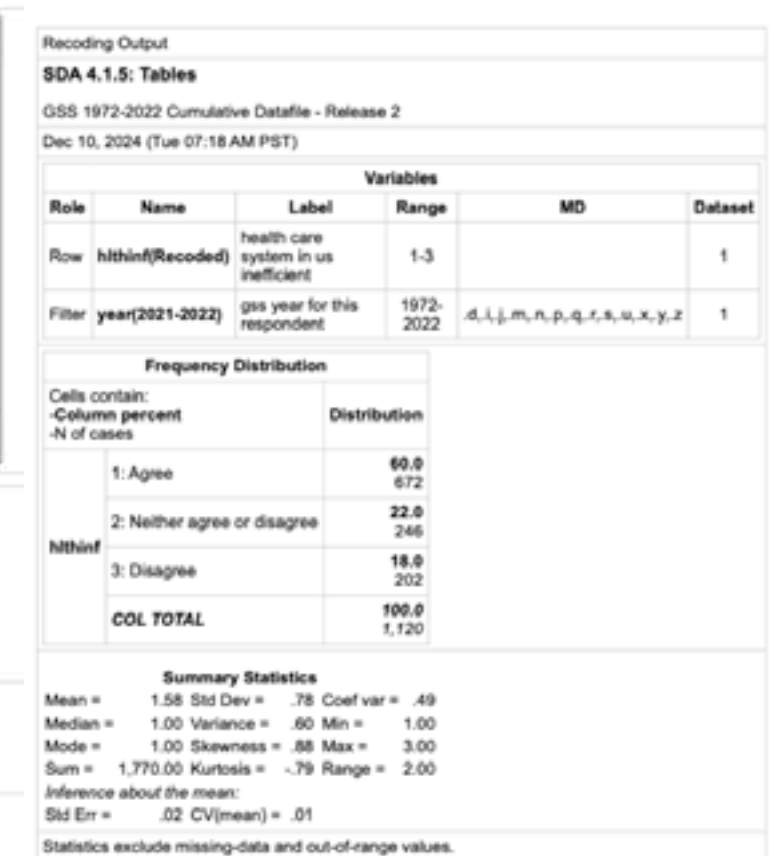 Recoding Output
SDA 4.1.5: Tables
GSS 1972-2022 Cumulative Datafile - Release 2
Dec 10, 2024 (Tue 07:18 AM PST)
Variables
Role Name Label Range MD Dataset
Row hlthinf(Recoded) health care system in us inefficient 1-3 1
Filter year(2021-2022) gss year for this respondent 1972-2022 .d,.i,.j,.m,.n,.p,.q,.r,.s,.u,.x,.y,.z 1
Frequency Distribution
Cells contain:
-Column percent
-N of cases
Distribution
hlthinf
1: Agree 60.0
672
2: Neither agree or disagree 22.0
246
3: Disagree 18.0
202
COL TOTAL 100.0
1,120
Summary Statistics
Mean = 1.58 Std Dev = .78 Coef var = .49
Median = 1.00 Variance = .60 Min = 1.00
Mode = 1.00 Skewness = .88 Max = 3.00
Sum = 1,770.00 Kurtosis = -.79 Range = 2.00
Inference about the mean:
Std Err = .02 CV(mean) = .01
Statistics exclude missing-data and out-of-range values.